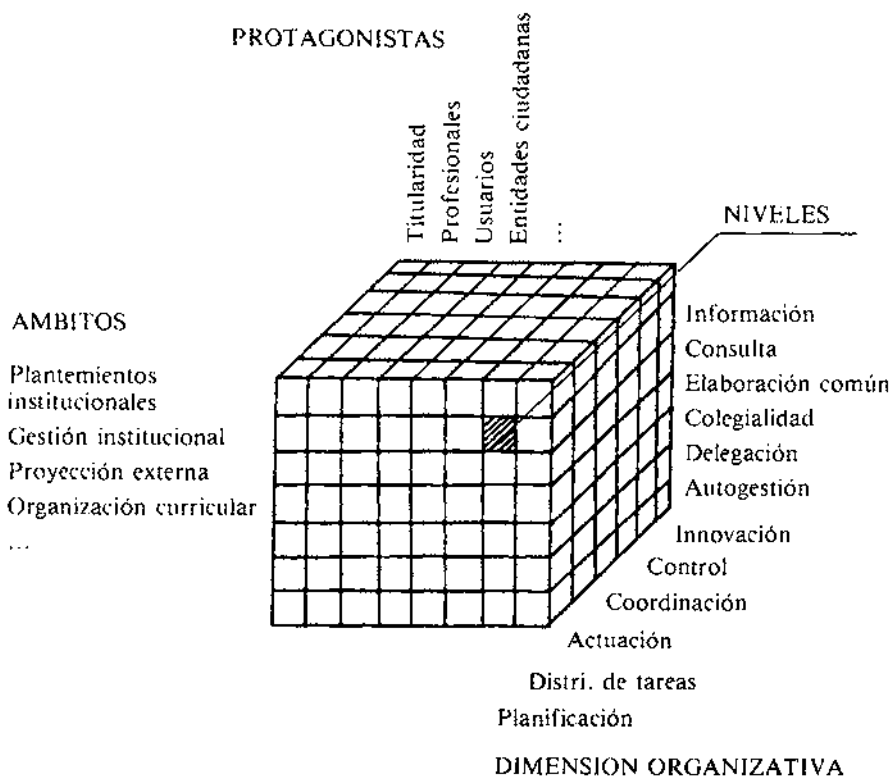 PROTAGONISTAS
Titularidad
Profesionales
Usuarios
Entidades ciudadanas
...
NIVELES
Información
Consulta
Elaboración común
Colegialidad
Delegación
Autogestión
AMBITOS
Plantemientos
institucionales
Gestión institucional
Proyección externa
Organización curricular
...
Innovación
Control
Coordinación
Actuación
Distri. de tareas
Planificación
DIMENSION ORGANIZATIVA